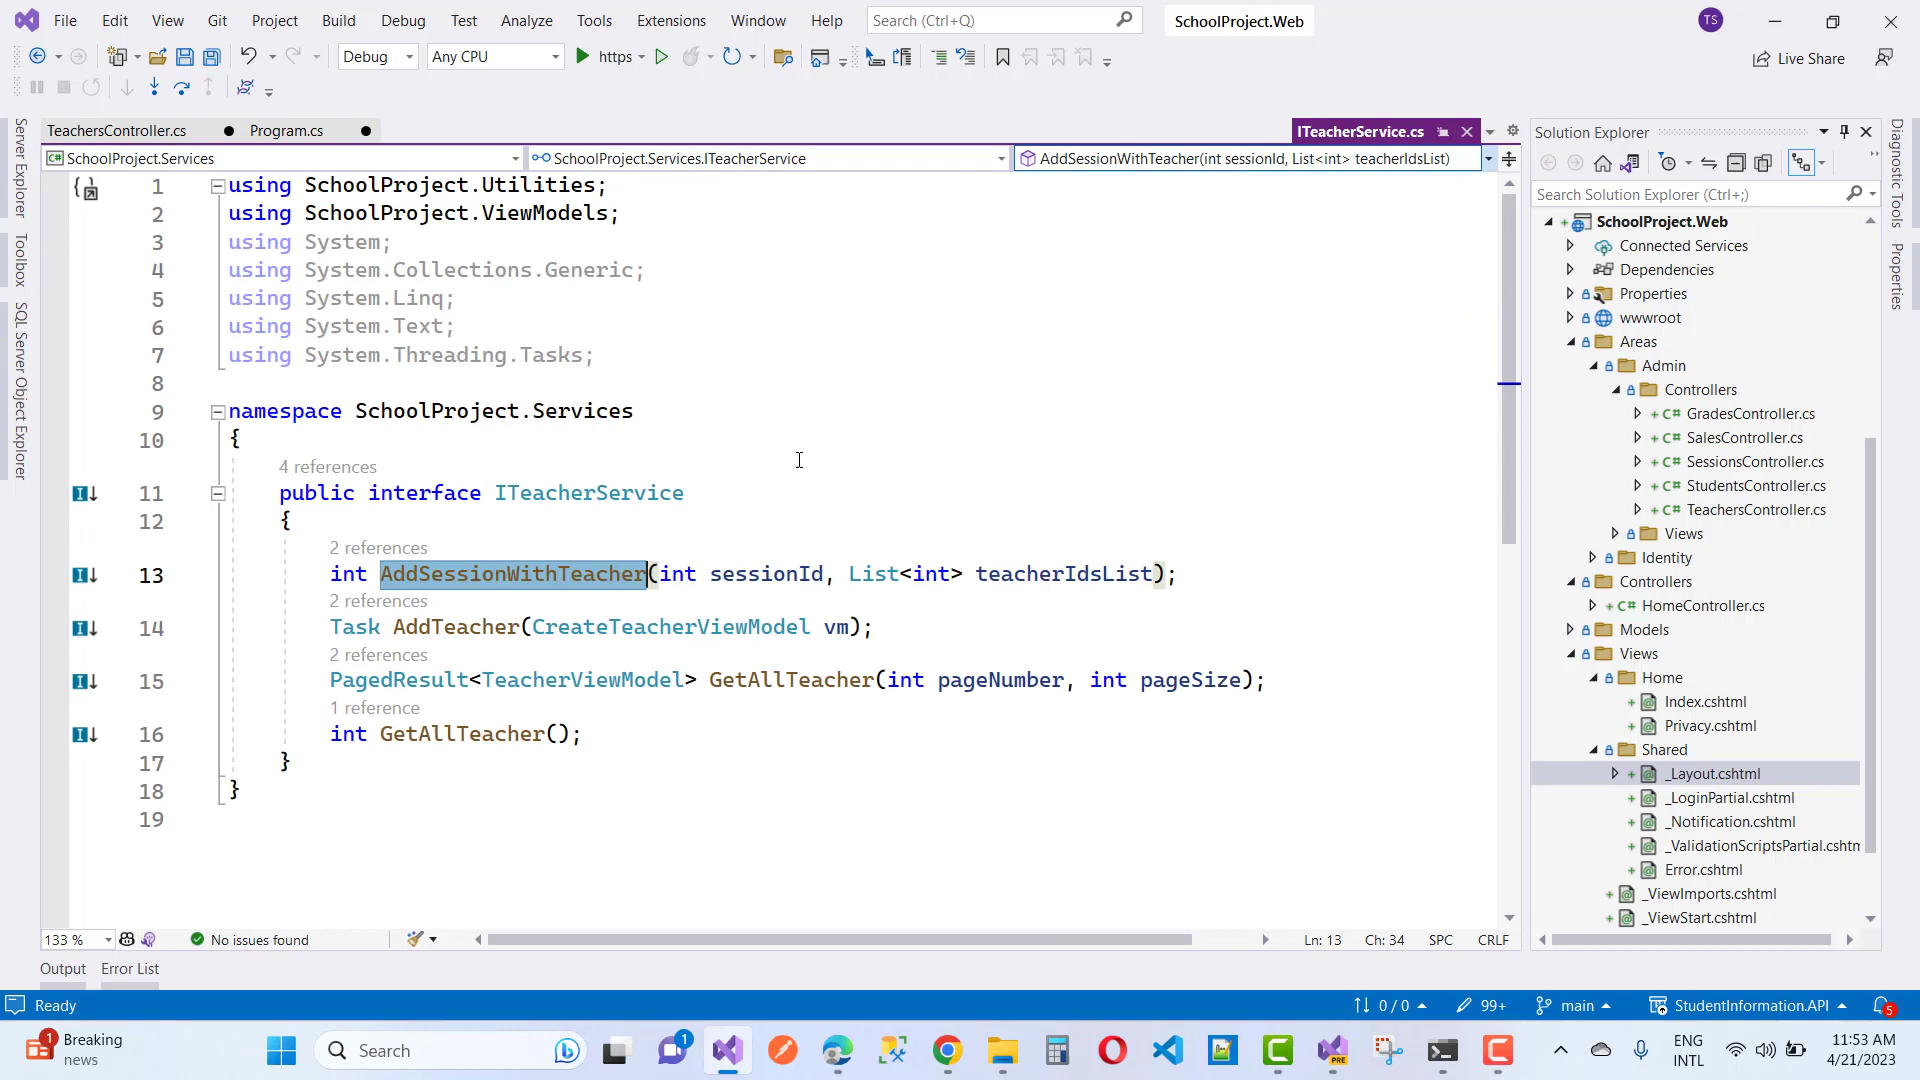 File Edit View Git Project Build Debug Test Analyze Tools Extensions Window Help Search (Ctrl+Q) SchoolProject.Web TS
Debug Any CPU https Live Share
TeachersController.cs Program.cs ITeacherService.cs
SchoolProject.Services SchoolProject.Services.ITeacherService AddSessionWithTeacher(int sessionId, List<int> teacherIdsList)
Server Explorer
Toolbox
SQL Server Object Explorer
1 using SchoolProject.Utilities;
2 using SchoolProject.ViewModels;
3 using System;
4 using System.Collections.Generic;
5 using System.Linq;
6 using System.Text;
7 using System.Threading.Tasks;
8
9 namespace SchoolProject.Services
10 {
4 references
11 public interface ITeacherService
12 {
2 references
13 int AddSessionWithTeacher(int sessionId, List<int> teacherIdsList);
2 references
14 Task AddTeacher(CreateTeacherViewModel vm);
2 references
15 PagedResult<TeacherViewModel> GetAllTeacher(int pageNumber, int pageSize);
1 reference
16 int GetAllTeacher();
17 }
18 }
19
133 % No issues found Ln: 13 Ch: 34 SPC CRLF
Output Error List
Solution Explorer
Search Solution Explorer (Ctrl+;)
SchoolProject.Web
Connected Services
Dependencies
Properties
wwwroot
Areas
Admin
Controllers
GradesController.cs
SalesController.cs
SessionsController.cs
StudentsController.cs
TeachersController.cs
Views
Identity
Controllers
HomeController.cs
Models
Views
Home
Index.cshtml
Privacy.cshtml
Shared
_Layout.cshtml
_LoginPartial.cshtml
_Notification.cshtml
_ValidationScriptsPartial.cshtm
Error.cshtml
_ViewImports.cshtml
_ViewStart.cshtml
Diagnostic Tools
Properties
Ready 0 / 0 99+ main StudentInformation.API 5
1 Breaking
news
Search
1
PRE
ENG
INTL
11:53 AM
4/21/2023